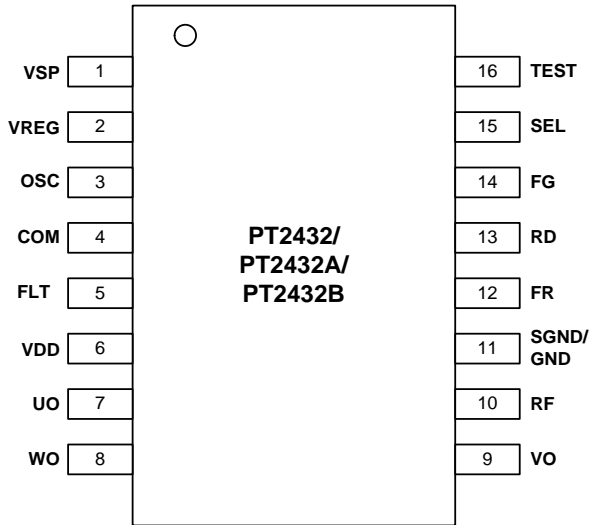 VSP 1
VREG 2
OSC 3
COM 4
FLT 5
VDD 6
UO 7
WO 8
PT2432/
PT2432A/
PT2432B
16 TEST
15 SEL
14 FG
13 RD
12 FR
11 SGND/
GND
10 RF
9 VO